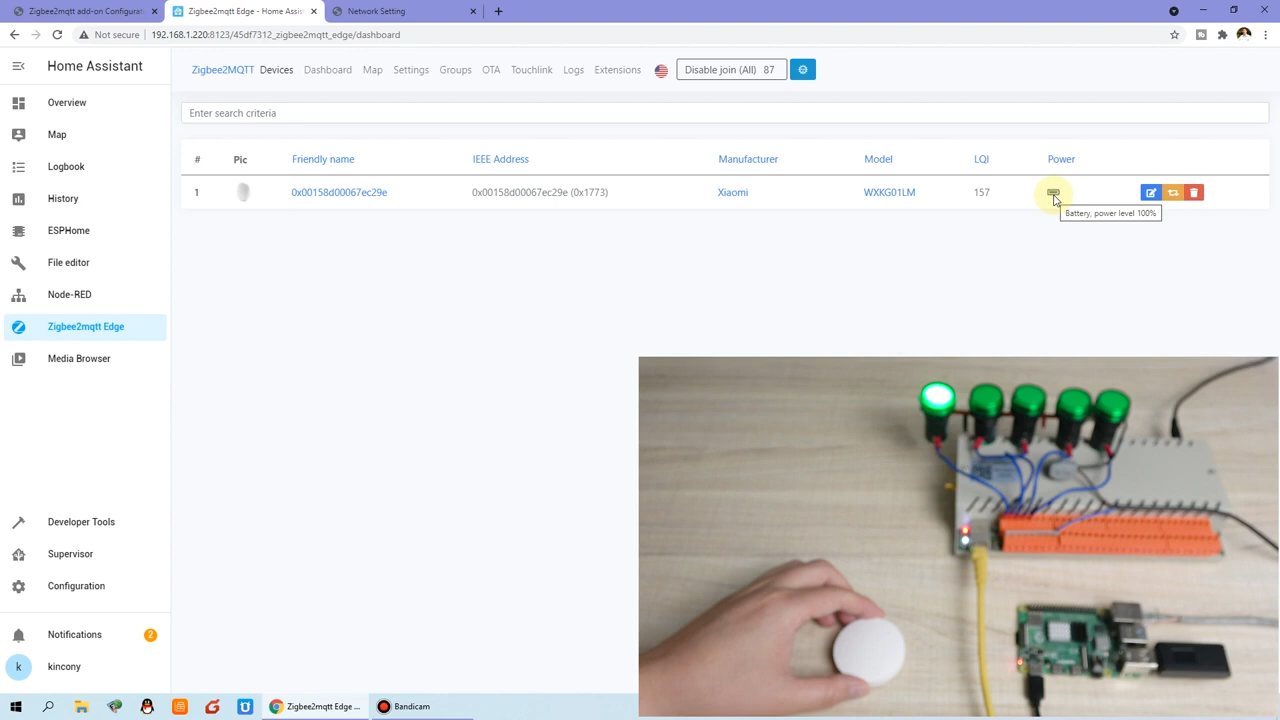 Zigbee2mqtt add-on Configurat
Zigbee2mqtt Edge - Home Assist
Network Setting
Not secure
192.168.1.220:8123/45df7312_zigbee2mqtt_edge/dashboard
Home Assistant
Zigbee2MQTT Devices Dashboard Map Settings Groups OTA Touchlink Logs Extensions Disable join (All) 87
Overview
Enter search criteria
Map
# Pic Friendly name IEEE Address Manufacturer Model LQI Power
Logbook
1 0x00158d00067ec29e 0x00158d00067ec29e (0x1773) Xiaomi WXKG01LM 157
History
Battery, power level 100%
ESPHome
File editor
Node-RED
Zigbee2mqtt Edge
Media Browser
Developer Tools
Supervisor
Configuration
Notifications 2
k kincony
Zigbee2mqtt Edge ...
Bandicam